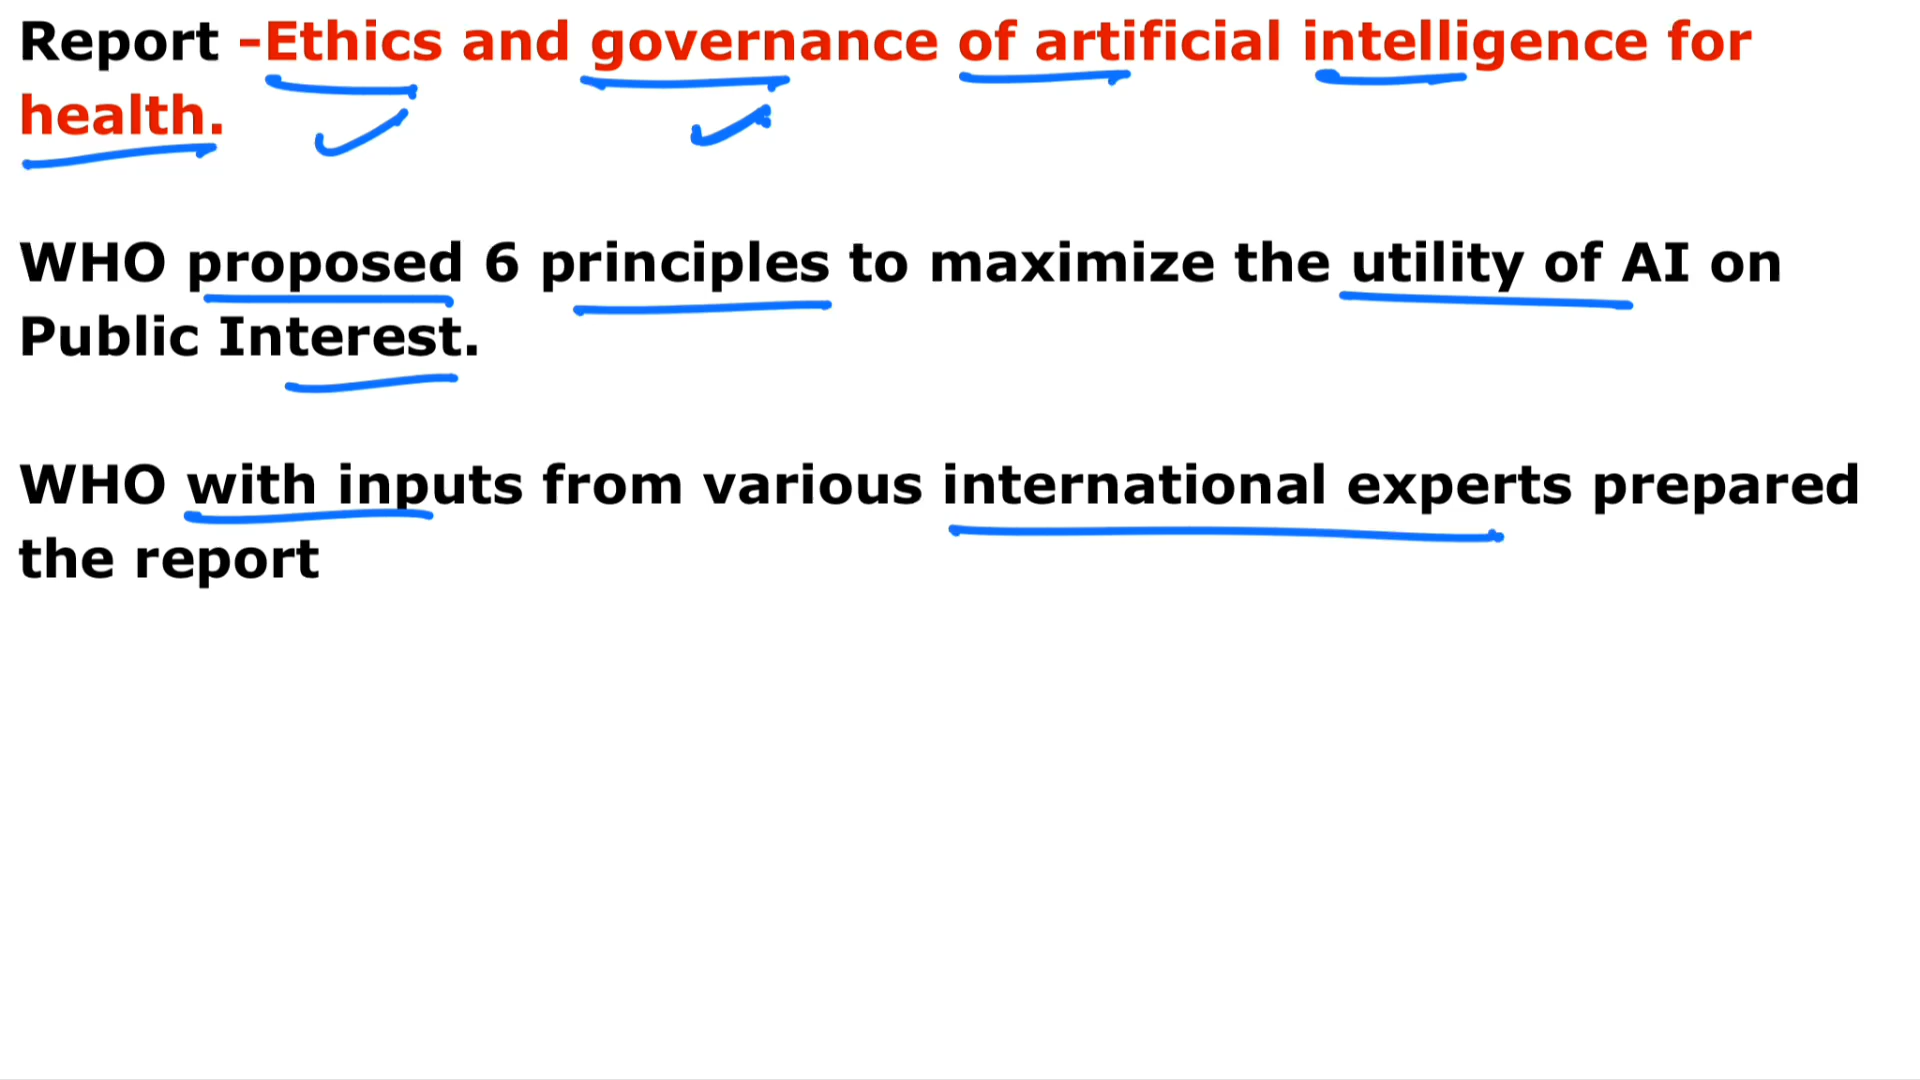 Report -Ethics and governance of artificial intelligence for
health.
WHO proposed 6 principles to maximize the utility of AI on
Public Interest.
WHO with inputs from various international experts prepared
the report